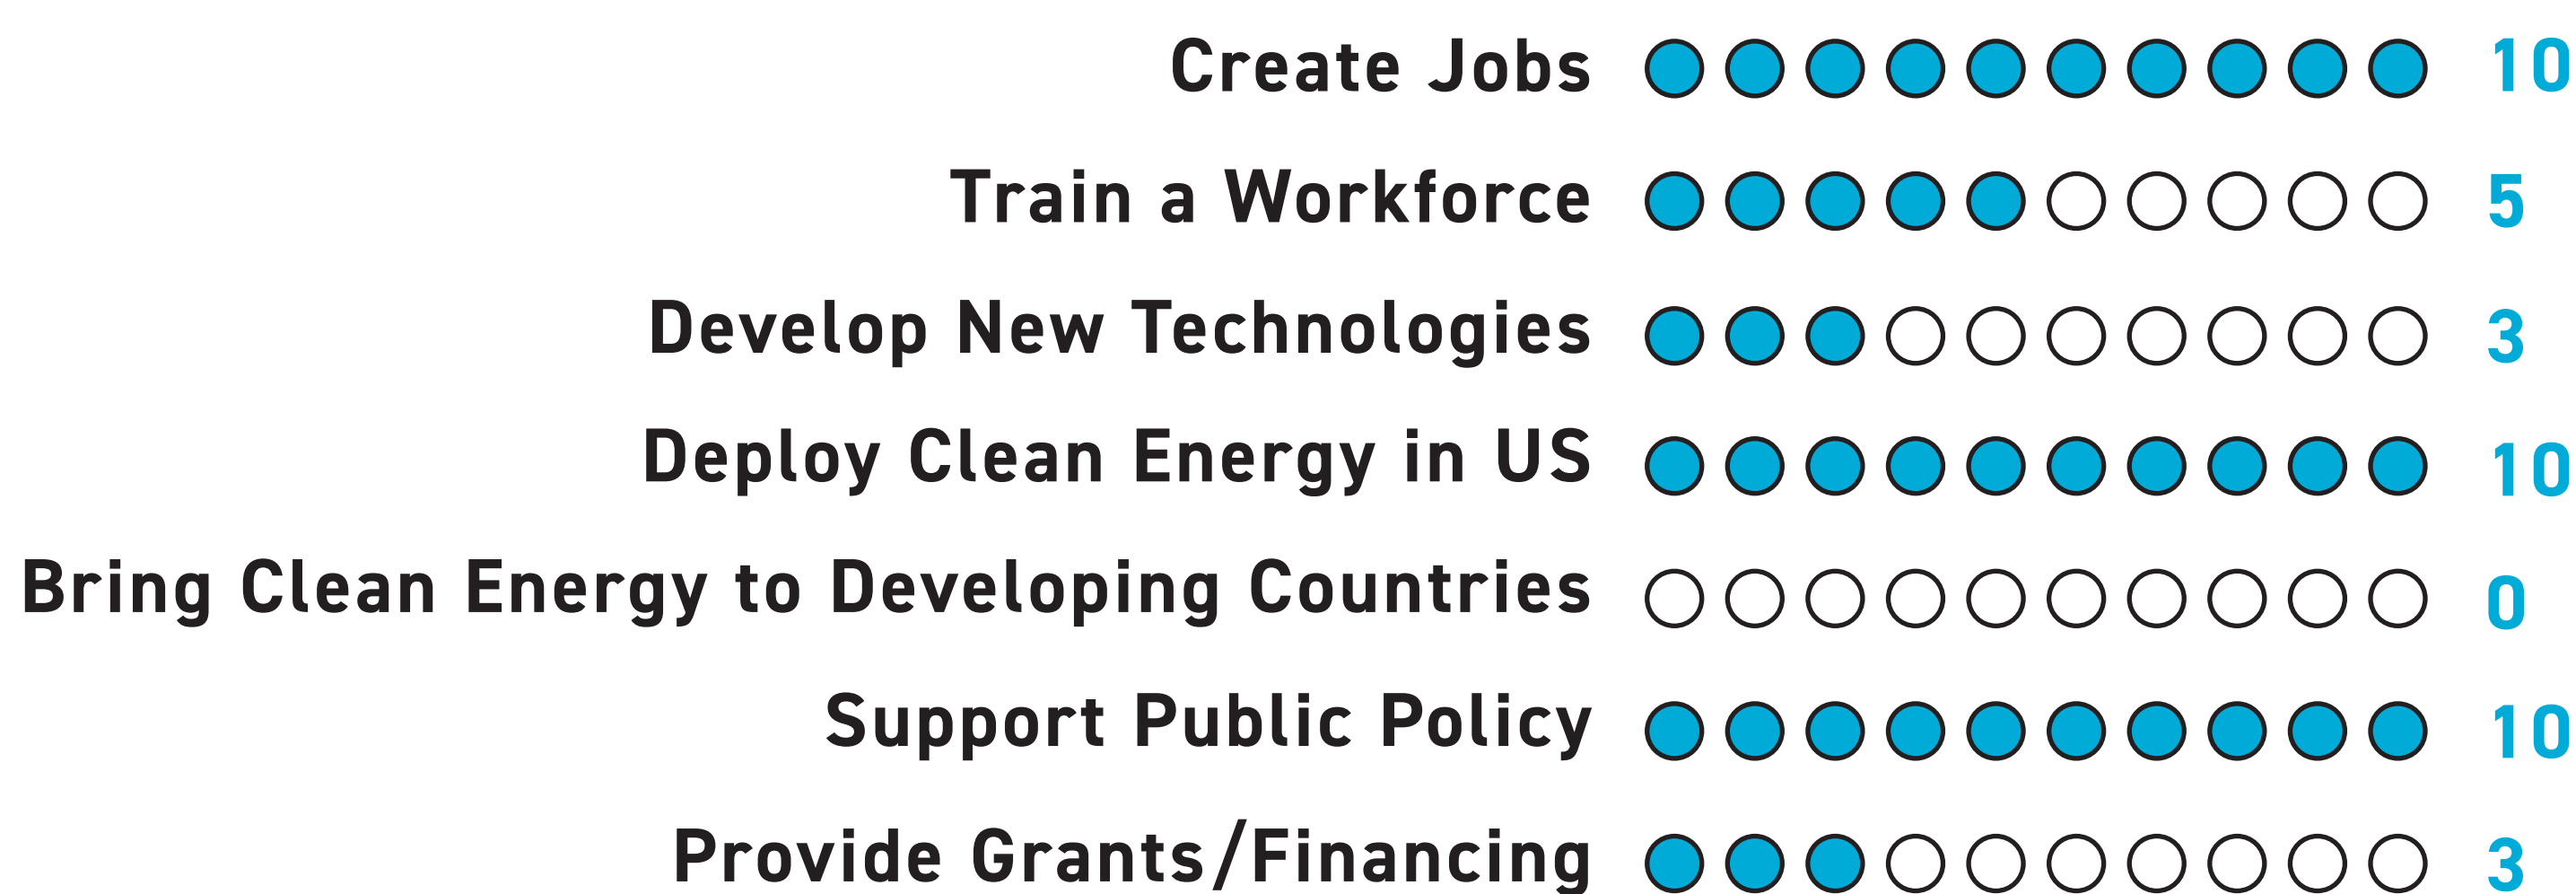 Create Jobs 10
Train a Workforce 5
Develop New Technologies 3
Deploy Clean Energy in US 10
Bring Clean Energy to Developing Countries 0
Support Public Policy 10
Provide Grants/Financing 3